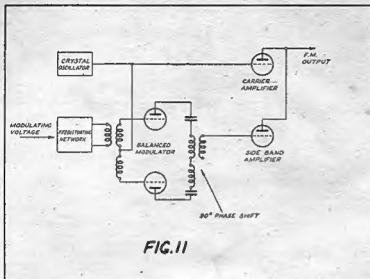 CRYSTAL
OSCILLATOR
F.M.
OUTPUT
CARRIER
AMPLIFIER
MODULATING
VOLTAGE
PREDISTORTING
NETWORK
BALANCED
MODULATOR
SIDE BAND
AMPLIFIER
90° PHASE SHIFT
FIG.11